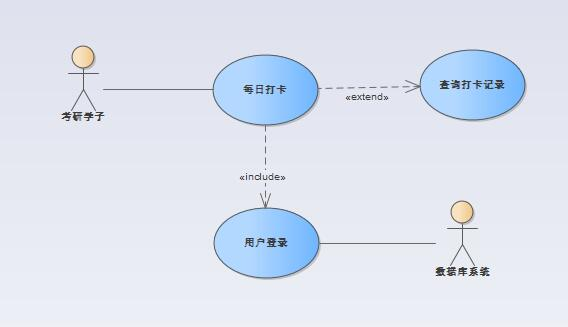 每日打卡
查询打卡记录
«extend»
考研学子
«include»
用户登录
数据库系统